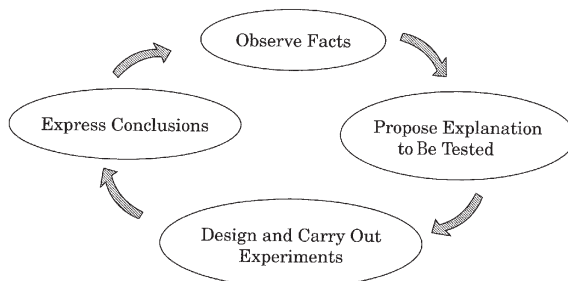 Observe Facts
Propose Explanation
to Be Tested
Design and Carry Out
Experiments
Express Conclusions